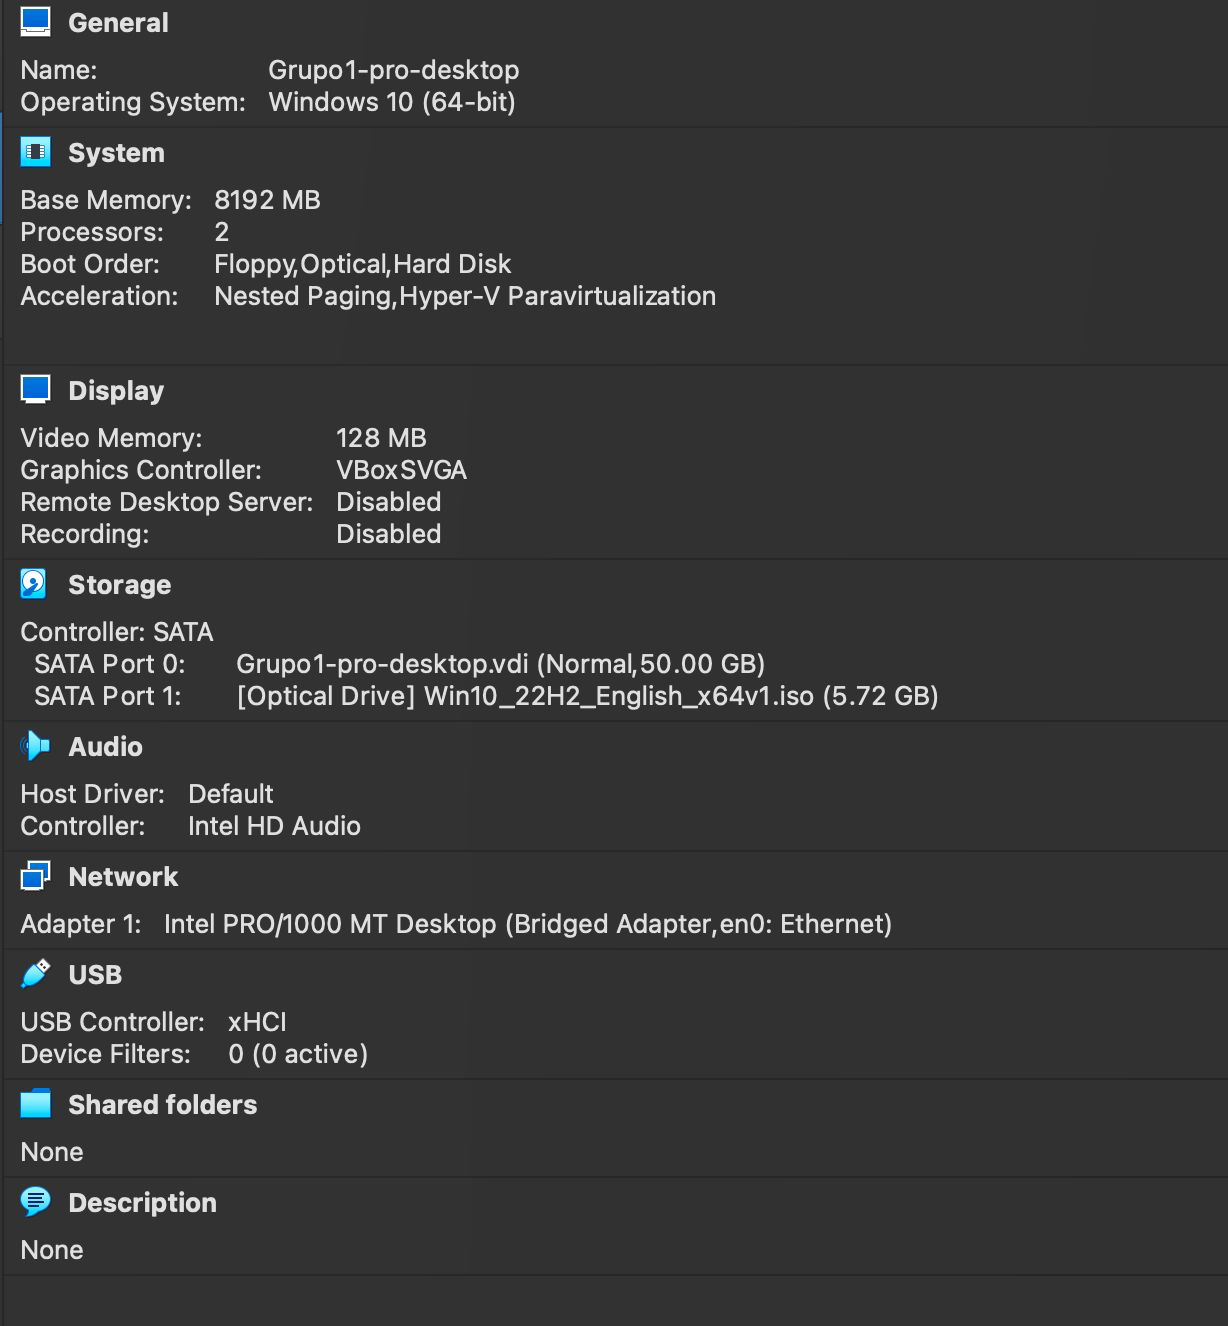 General
Name: Grupo1-pro-desktop
Operating System: Windows 10 (64-bit)
System
Base Memory: 8192 MB
Processors: 2
Boot Order: Floppy,Optical,Hard Disk
Acceleration: Nested Paging,Hyper-V Paravirtualization
Display
Video Memory: 128 MB
Graphics Controller: VBoxSVGA
Remote Desktop Server: Disabled
Recording: Disabled
Storage
Controller: SATA
SATA Port 0: Grupo1-pro-desktop.vdi (Normal,50.00 GB)
SATA Port 1: [Optical Drive] Win10_22H2_English_x64v1.iso (5.72 GB)
Audio
Host Driver: Default
Controller: Intel HD Audio
Network
Adapter 1: Intel PRO/1000 MT Desktop (Bridged Adapter,en0: Ethernet)
USB
USB Controller: xHCI
Device Filters: 0 (0 active)
Shared folders
None
Description
None